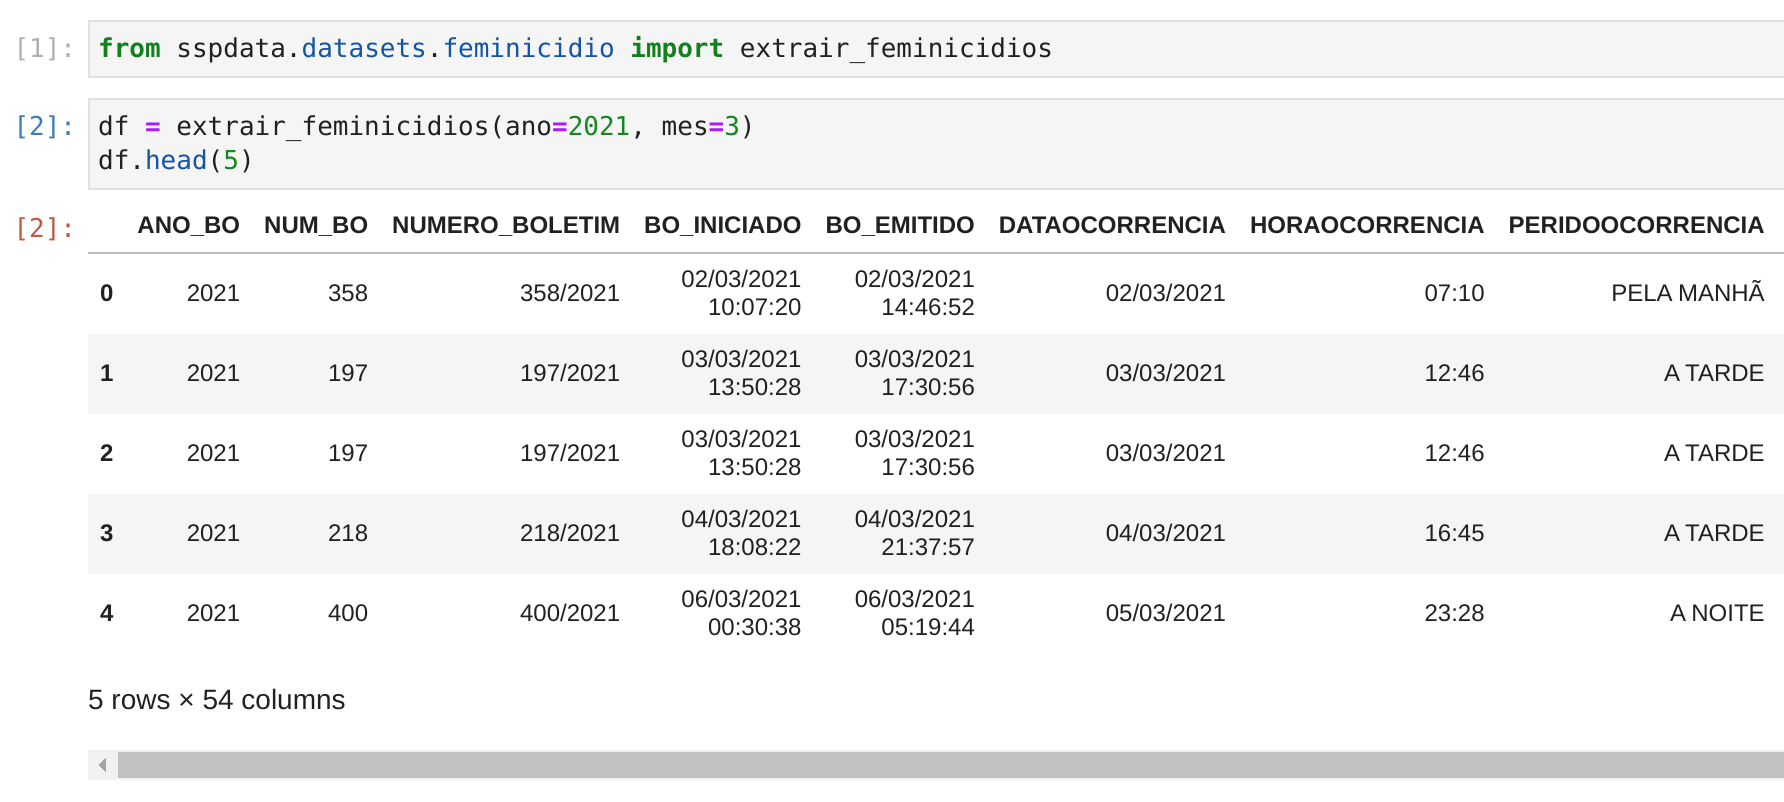 [1]: from sspdata.datasets.feminicidio import extrair_feminicidios
[2]: df = extrair_feminicidios(ano=2021, mes=3)
df.head(5)
[2]: ANO_BO NUM_BO NUMERO_BOLETIM BO_INICIADO BO_EMITIDO DATAOCORRENCIA HORAOCORRENCIA PERIDOOCORRENCIA
0 2021 358 358/2021 02/03/2021 10:07:20 02/03/2021 14:46:52 02/03/2021 07:10 PELA MANHÃ
1 2021 197 197/2021 03/03/2021 13:50:28 03/03/2021 17:30:56 03/03/2021 12:46 A TARDE
2 2021 197 197/2021 03/03/2021 13:50:28 03/03/2021 17:30:56 03/03/2021 12:46 A TARDE
3 2021 218 218/2021 04/03/2021 18:08:22 04/03/2021 21:37:57 04/03/2021 16:45 A TARDE
4 2021 400 400/2021 06/03/2021 00:30:38 06/03/2021 05:19:44 05/03/2021 23:28 A NOITE
5 rows × 54 columns